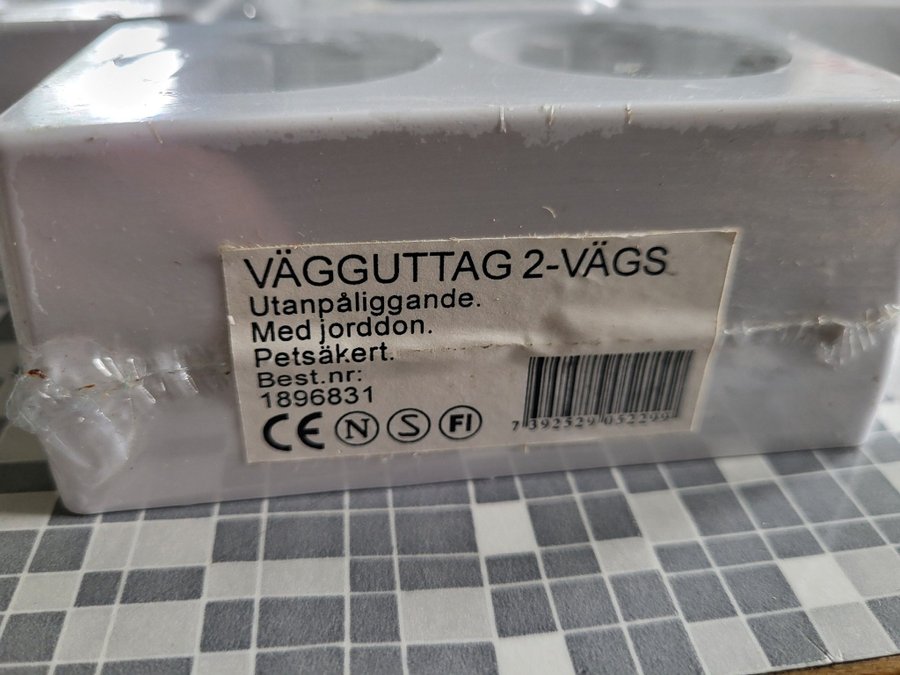 VÄGGUTTAG 2-VÄGS
Utanpåliggande.
Med jorddon.
Petsäkert.
Best.nr:
1896831
CE N S FI
7 392529 052299